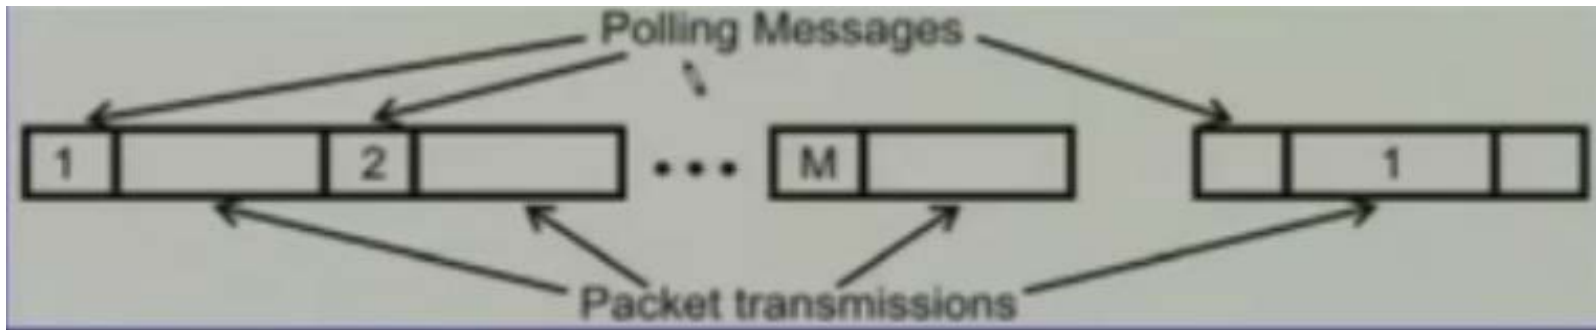 Polling Messages
1 2 ... M 1
Packet transmissions